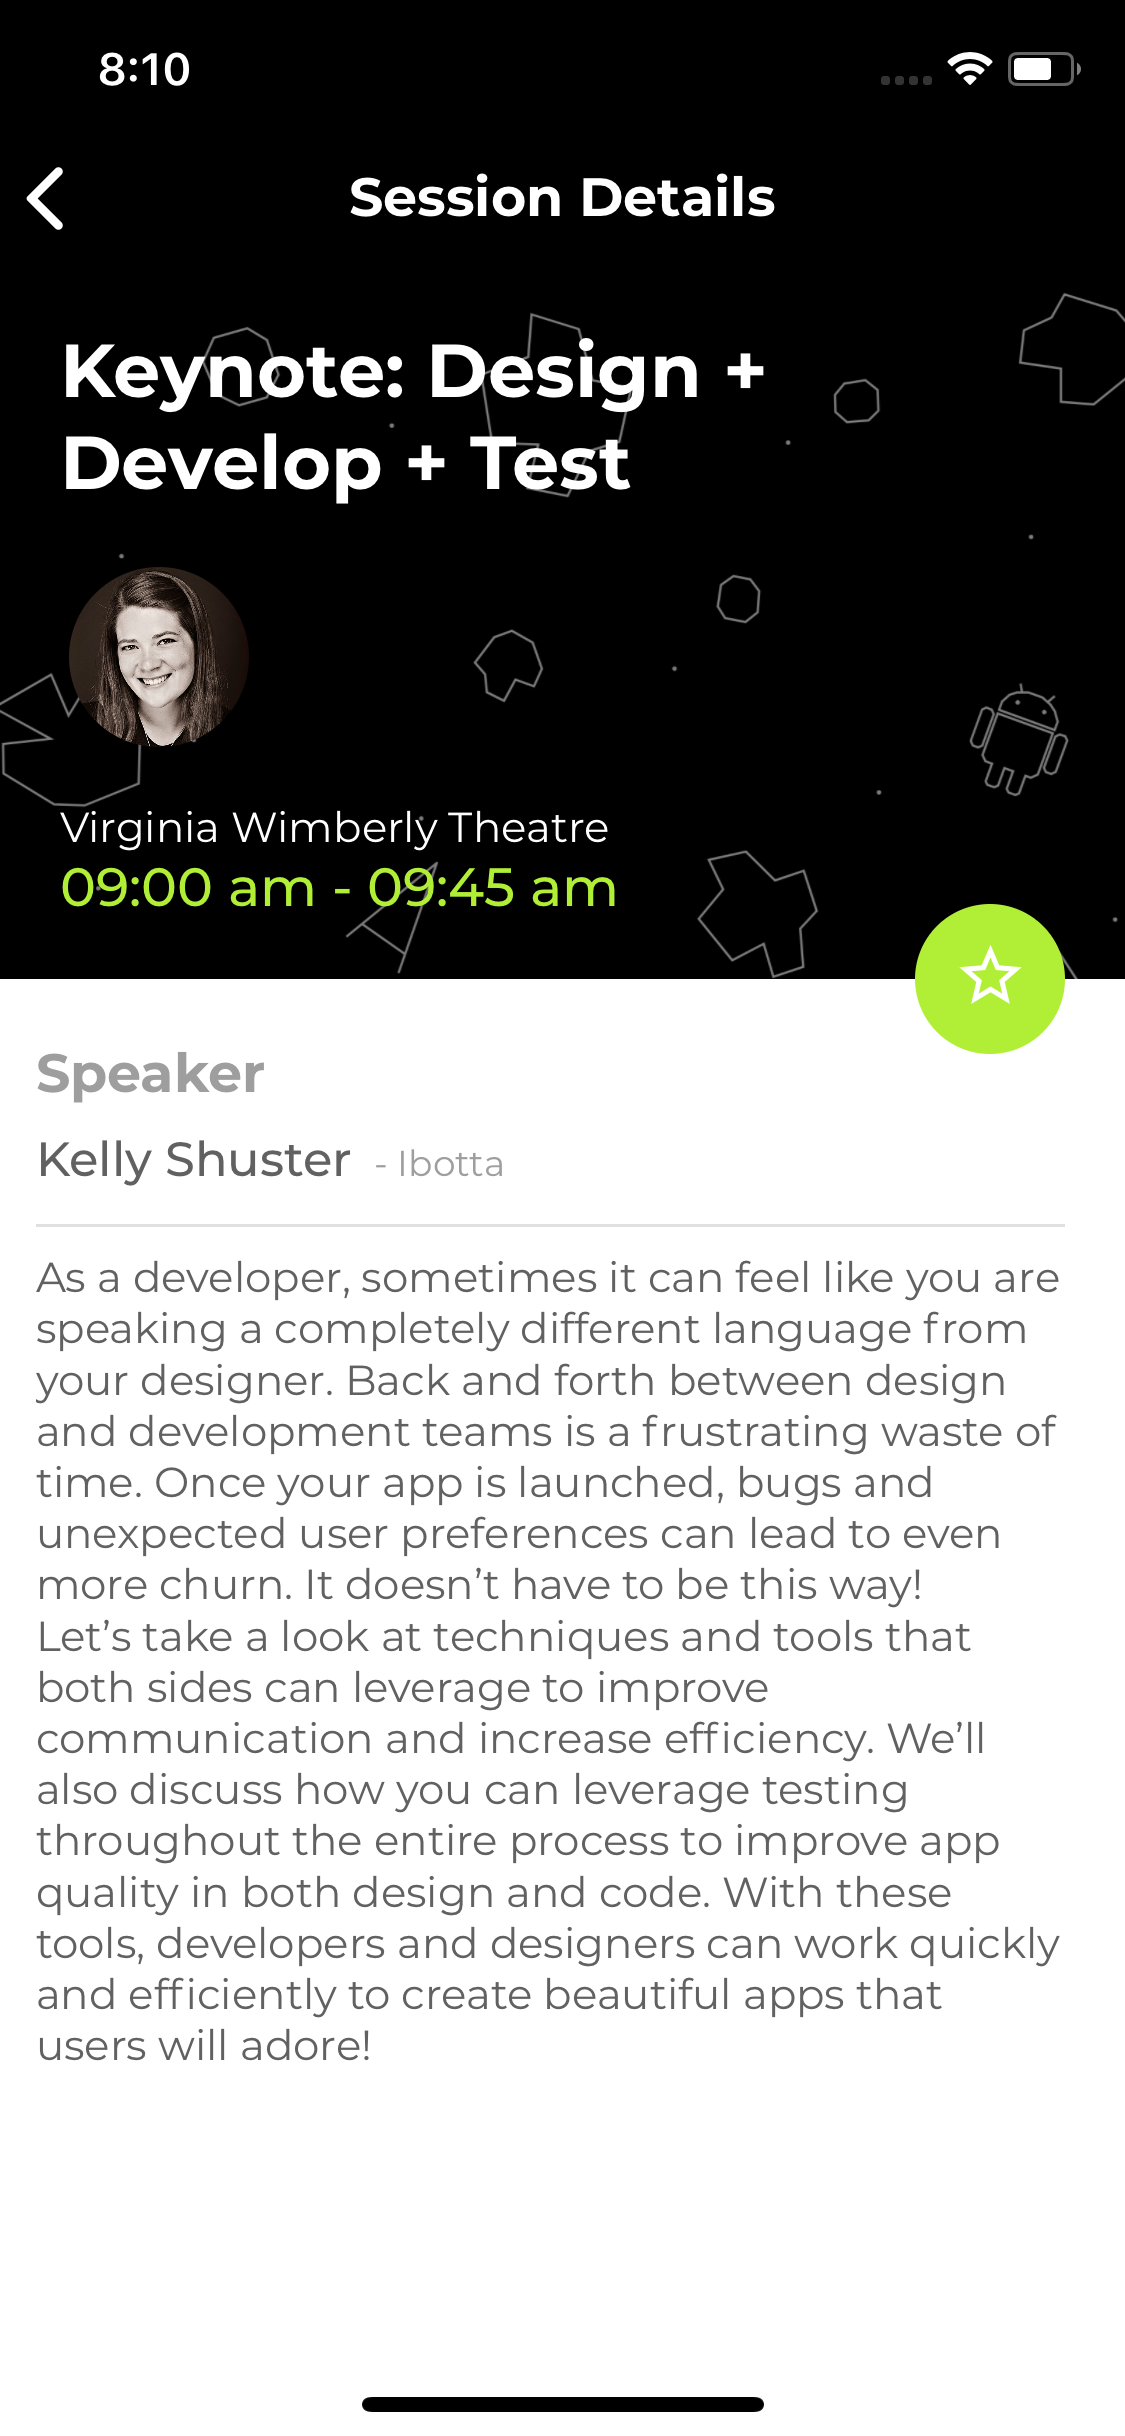 8:10
Session Details
Keynote: Design +
Develop + Test
Virginia Wimberly Theatre
09:00 am - 09:45 am
Speaker
Kelly Shuster - Ibotta
As a developer, sometimes it can feel like you are
speaking a completely different language from
your designer. Back and forth between design
and development teams is a frustrating waste of
time. Once your app is launched, bugs and
unexpected user preferences can lead to even
more churn. It doesn’t have to be this way!
Let’s take a look at techniques and tools that
both sides can leverage to improve
communication and increase efficiency. We’ll
also discuss how you can leverage testing
throughout the entire process to improve app
quality in both design and code. With these
tools, developers and designers can work quickly
and efficiently to create beautiful apps that
users will adore!